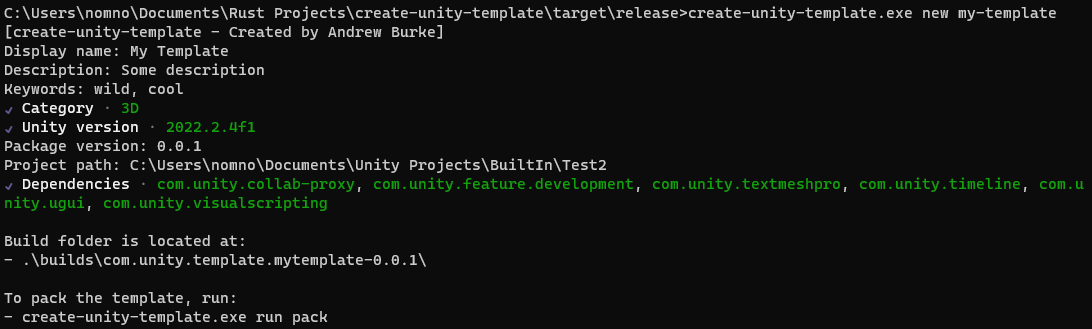 C:\Users\nomno\Documents\Rust Projects\create-unity-template\target\release>create-unity-template.exe new my-template
[create-unity-template - Created by Andrew Burke]
Display name: My Template
Description: Some description
Keywords: wild, cool
✓ Category · 3D
✓ Unity version · 2022.2.4f1
Package version: 0.0.1
Project path: C:\Users\nomno\Documents\Unity Projects\BuiltIn\Test2
✓ Dependencies · com.unity.collab-proxy, com.unity.feature.development, com.unity.textmeshpro, com.unity.timeline, com.u
nity.ugui, com.unity.visualscripting
Build folder is located at:
- .\builds\com.unity.template.mytemplate-0.0.1\
To pack the template, run:
- create-unity-template.exe run pack